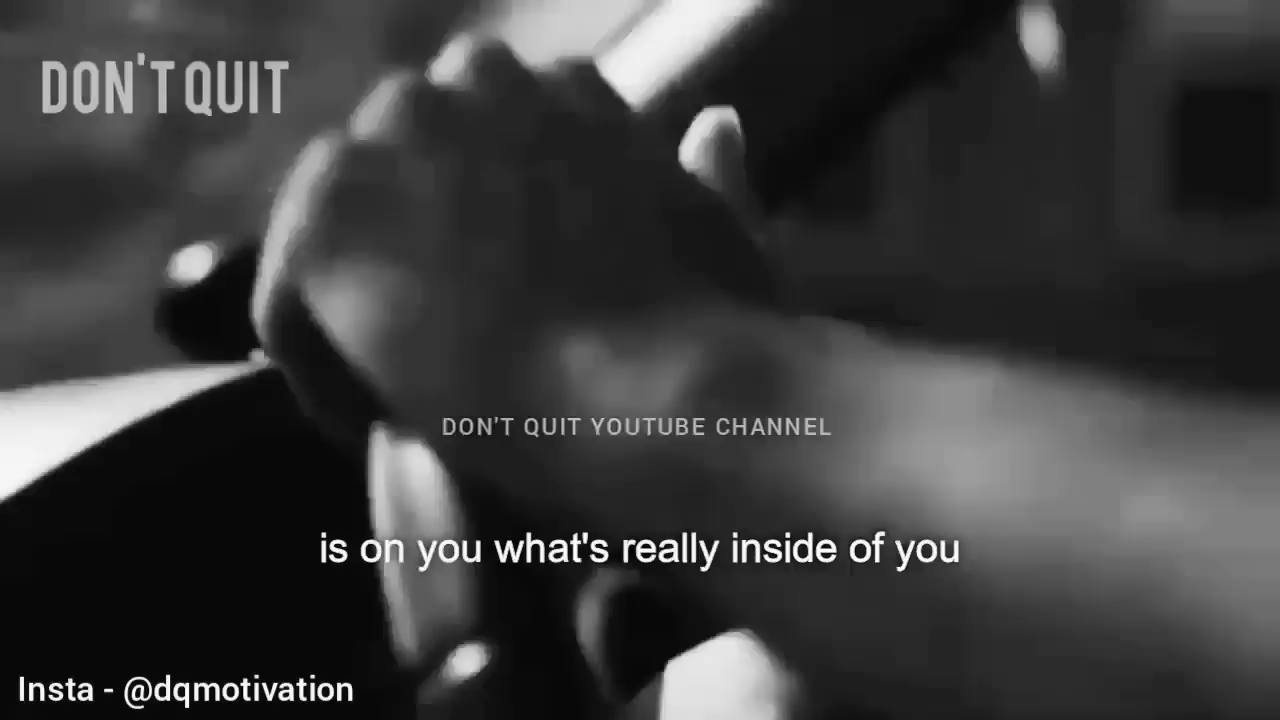 DON'T QUIT
DON'T QUIT YOUTUBE CHANNEL
is on you what's really inside of you
Insta - @dqmotivation